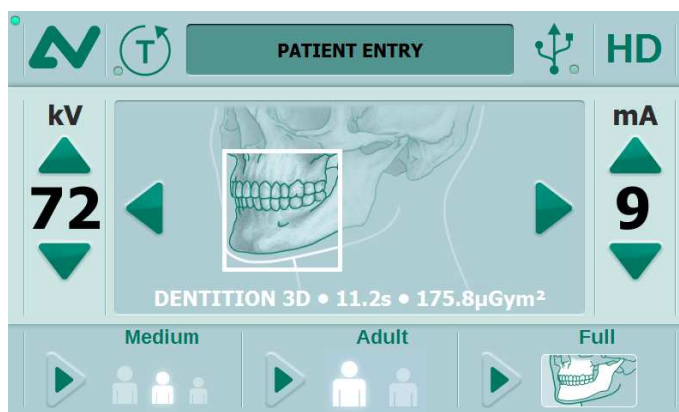 T
PATIENT ENTRY
HD
kV
mA
72
9
DENTITION 3D • 11.2s • 175.8µGym²
Medium
Adult
Full